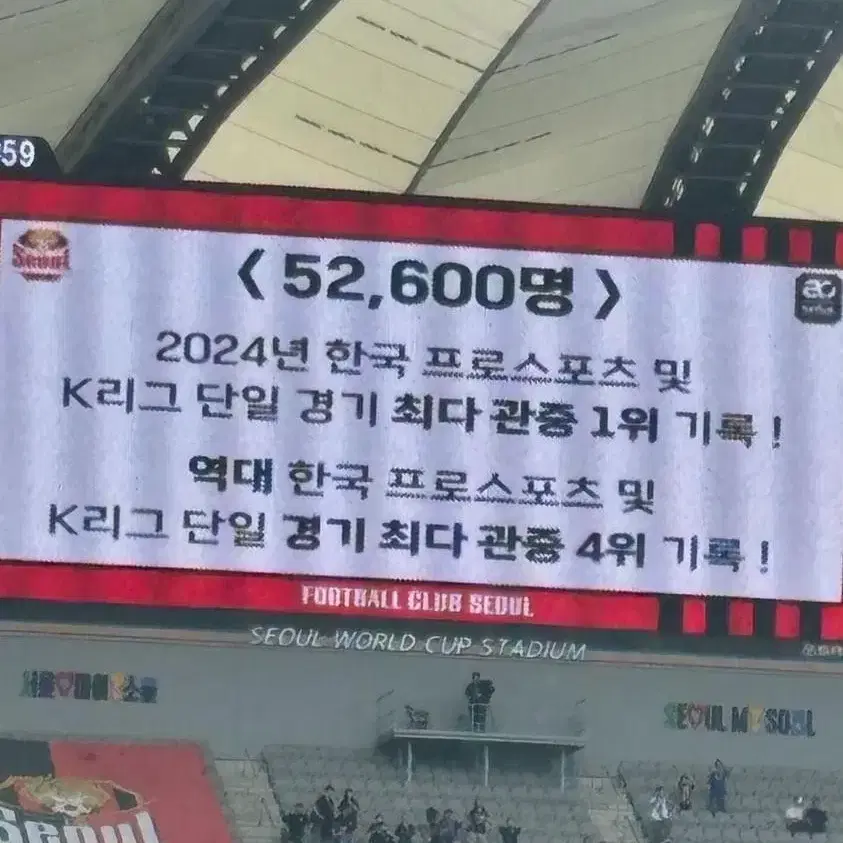 :59
Seoul
〈 52,600명 〉
2024년 한국 프로스포츠 및
K리그 단일 경기 최다 관중 1위 기록 !
역대 한국 프로스포츠 및
K리그 단일 경기 최다 관중 4위 기록 !
FOOTBALL CLUB SEOUL
SEOUL WORLD CUP STADIUM
SEOUL MY SOUL
Seoul